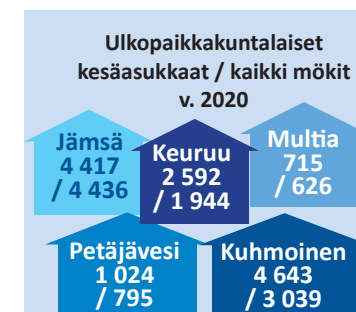 Ulkopaikkakuntalaiset
kesäasukkaat / kaikki mökit
v. 2020
Jämsä
4 417
/ 4 436
Keuruu
2 592
/ 1 944
Multia
715
/ 626
Petäjävesi
1 024
/ 795
Kuhmoinen
4 643
/ 3 039